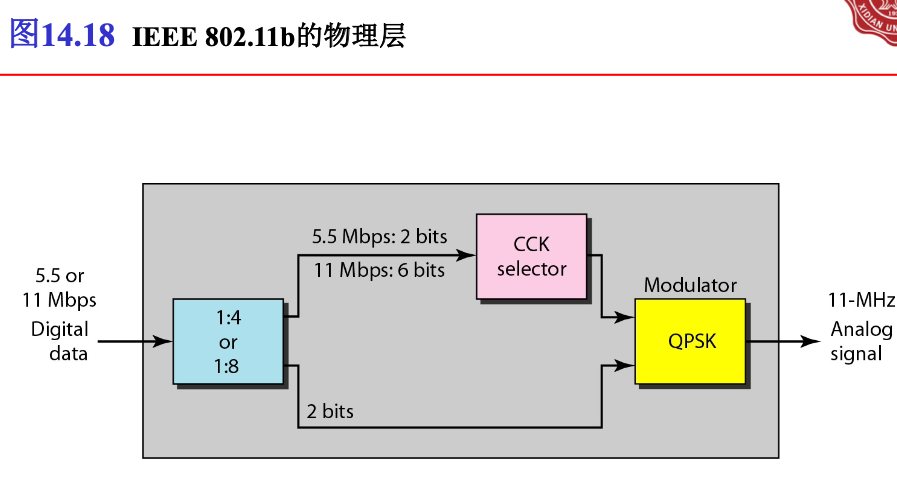 图14.18 IEEE 802.11b的物理层
5.5 or
11 Mbps
Digital
data
1:4
or
1:8
5.5 Mbps: 2 bits
11 Mbps: 6 bits
2 bits
CCK
selector
Modulator
QPSK
11-MHz
Analog
signal
XIDIAN UN